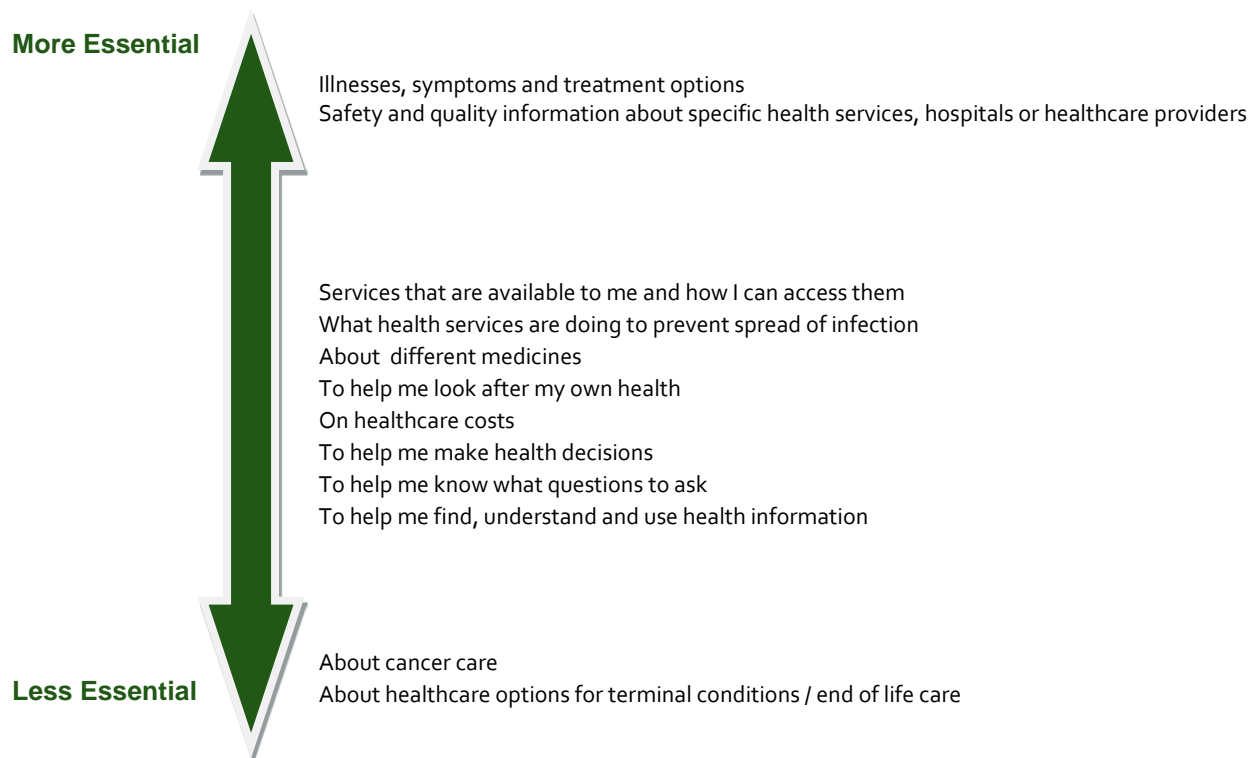 More Essential
Illnesses, symptoms and treatment options
Safety and quality information about specific health services, hospitals or healthcare providers
Services that are available to me and how I can access them
What health services are doing to prevent spread of infection
About  different medicines
To help me look after my own health
On healthcare costs
To help me make health decisions
To help me know what questions to ask
To help me find, understand and use health information
About cancer care
Less Essential
About healthcare options for terminal conditions / end of life care